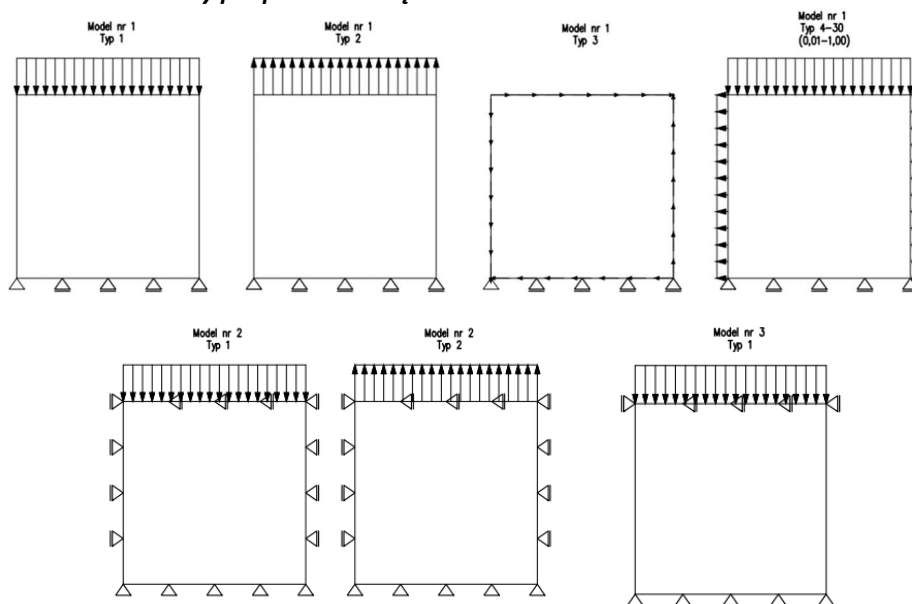 Model nr 1
Typ 1
Model nr 1
Typ 2
Model nr 1
Typ 3
Model nr 1
Typ 4-30
(0,01-1,00)
Model nr 2
Typ 1
Model nr 2
Typ 2
Model nr 3
Typ 1